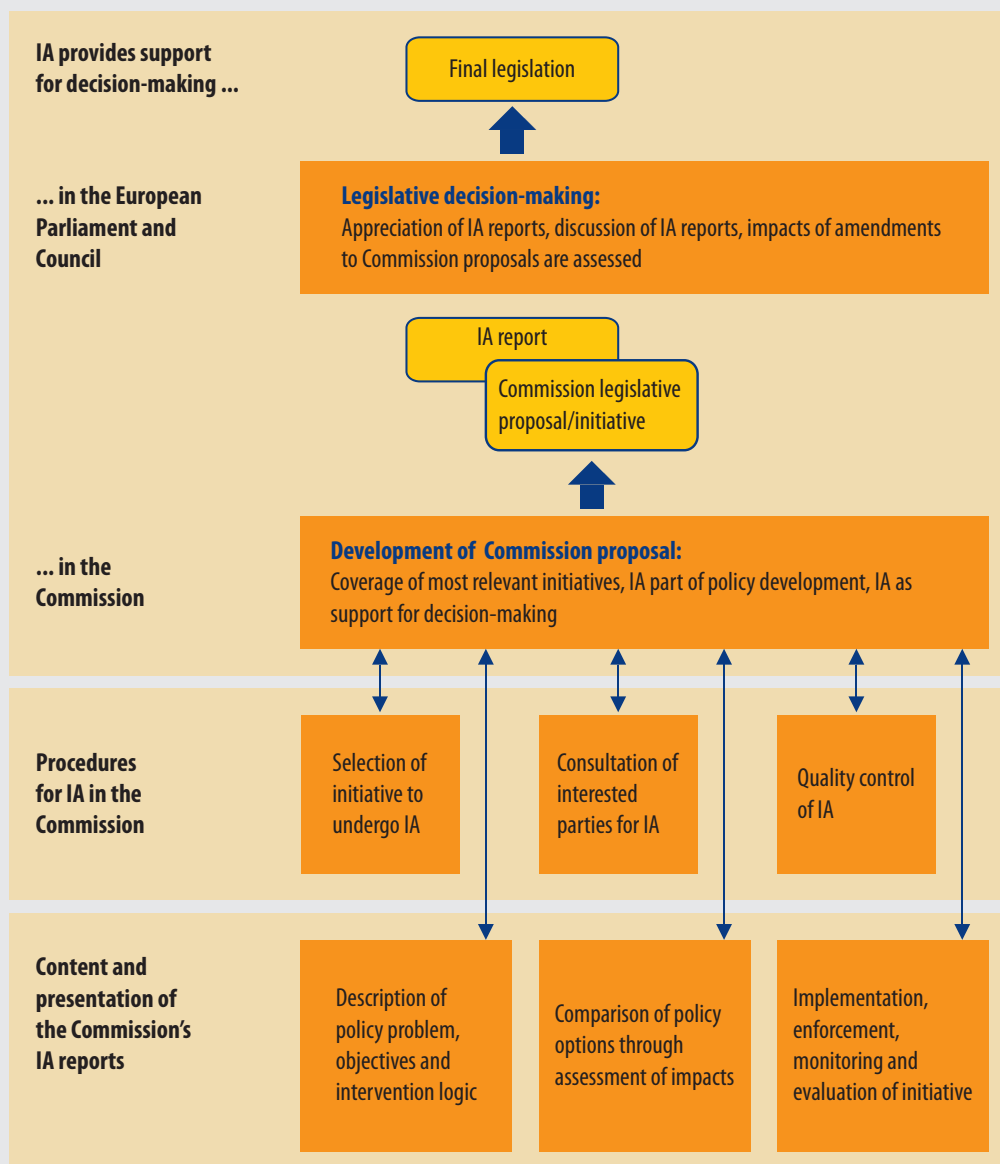 IA provides support
for decision-making ...
Final legislation
... in the European
Parliament and
Council
Legislative decision-making:
Appreciation of IA reports, discussion of IA reports, impacts of amendments
to Commission proposals are assessed
IA report
Commission legislative
proposal/initiative
... in the
Commission
Development of Commission proposal:
Coverage of most relevant initiatives, IA part of policy development, IA as
support for decision-making
Procedures
for IA in the
Commission
Selection of
initiative to
undergo IA
Consultation of
interested
parties for IA
Quality control
of IA
Content and
presentation of
the Commission's
IA reports
Description of
policy problem,
objectives and
intervention logic
Comparison of policy
options through
assessment of impacts
Implementation,
enforcement,
monitoring and
evaluation of initiative